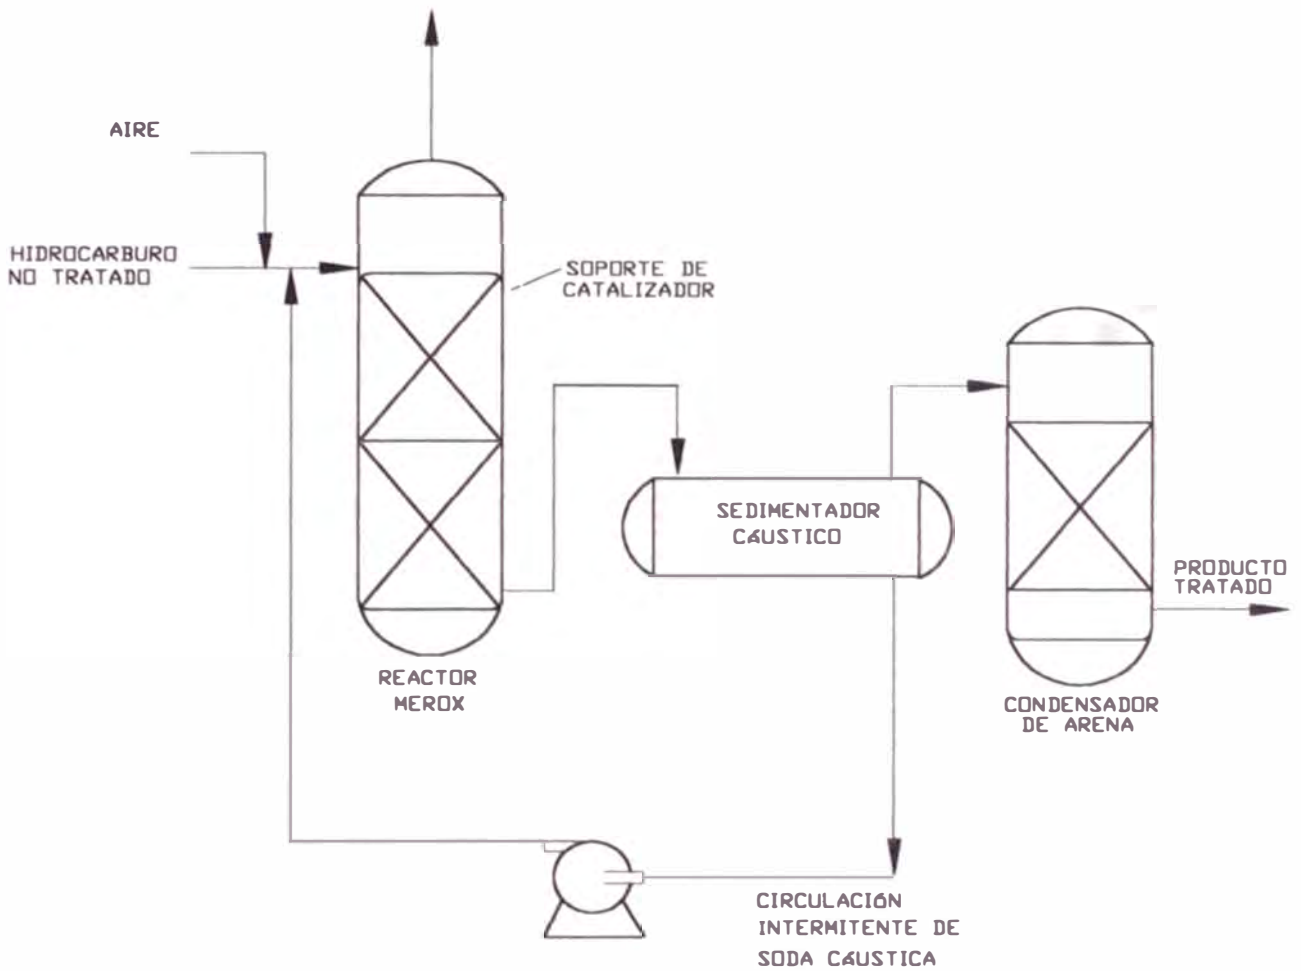 AIRE
HIDROCARBURO
NO TRATADO
SOPORTE DE
CATALIZADOR
SEDIMENTADOR
CÁUSTICO
PRODUCTO
TRATADO
REACTOR
MEROX
CONDENSADOR
DE ARENA
CIRCULACIÓN
INTERMITENTE DE
SODA CÁUSTICA